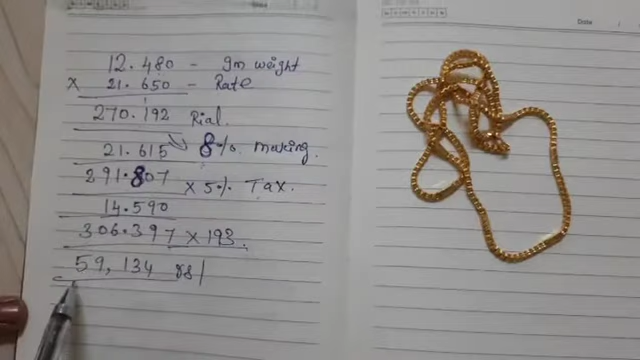 12.480 - gm weight
x 21.650 - Rate
270.192 Rial.
21.615 8% making.
291.807 x 5% Tax.
14.590
306.397 x 193.
59,134
Date